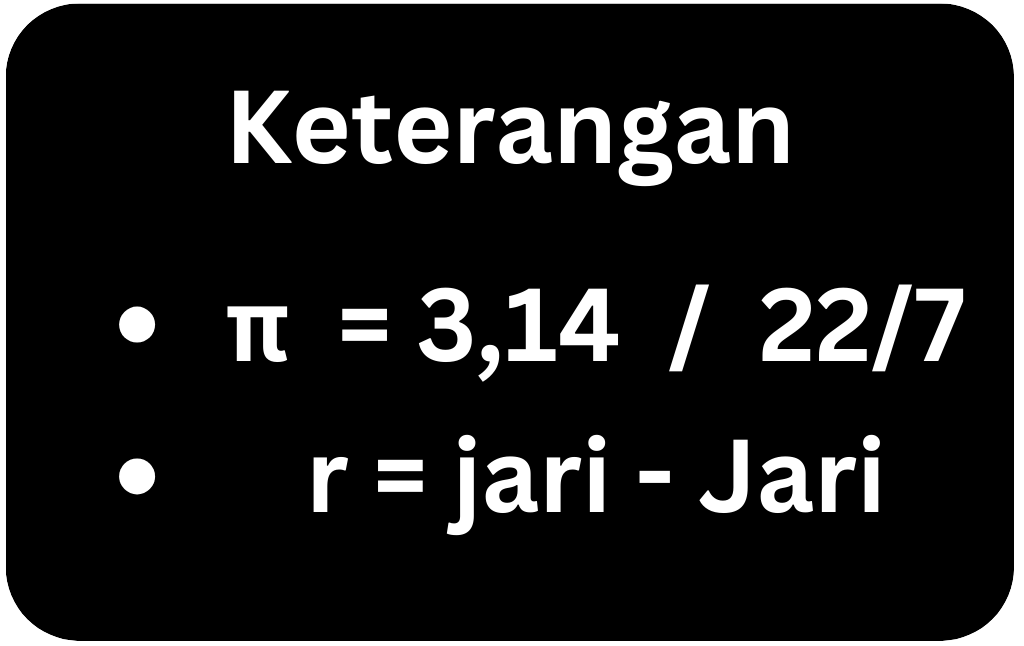 Keterangan
• π = 3,14 / 22/7
• r = jari - Jari